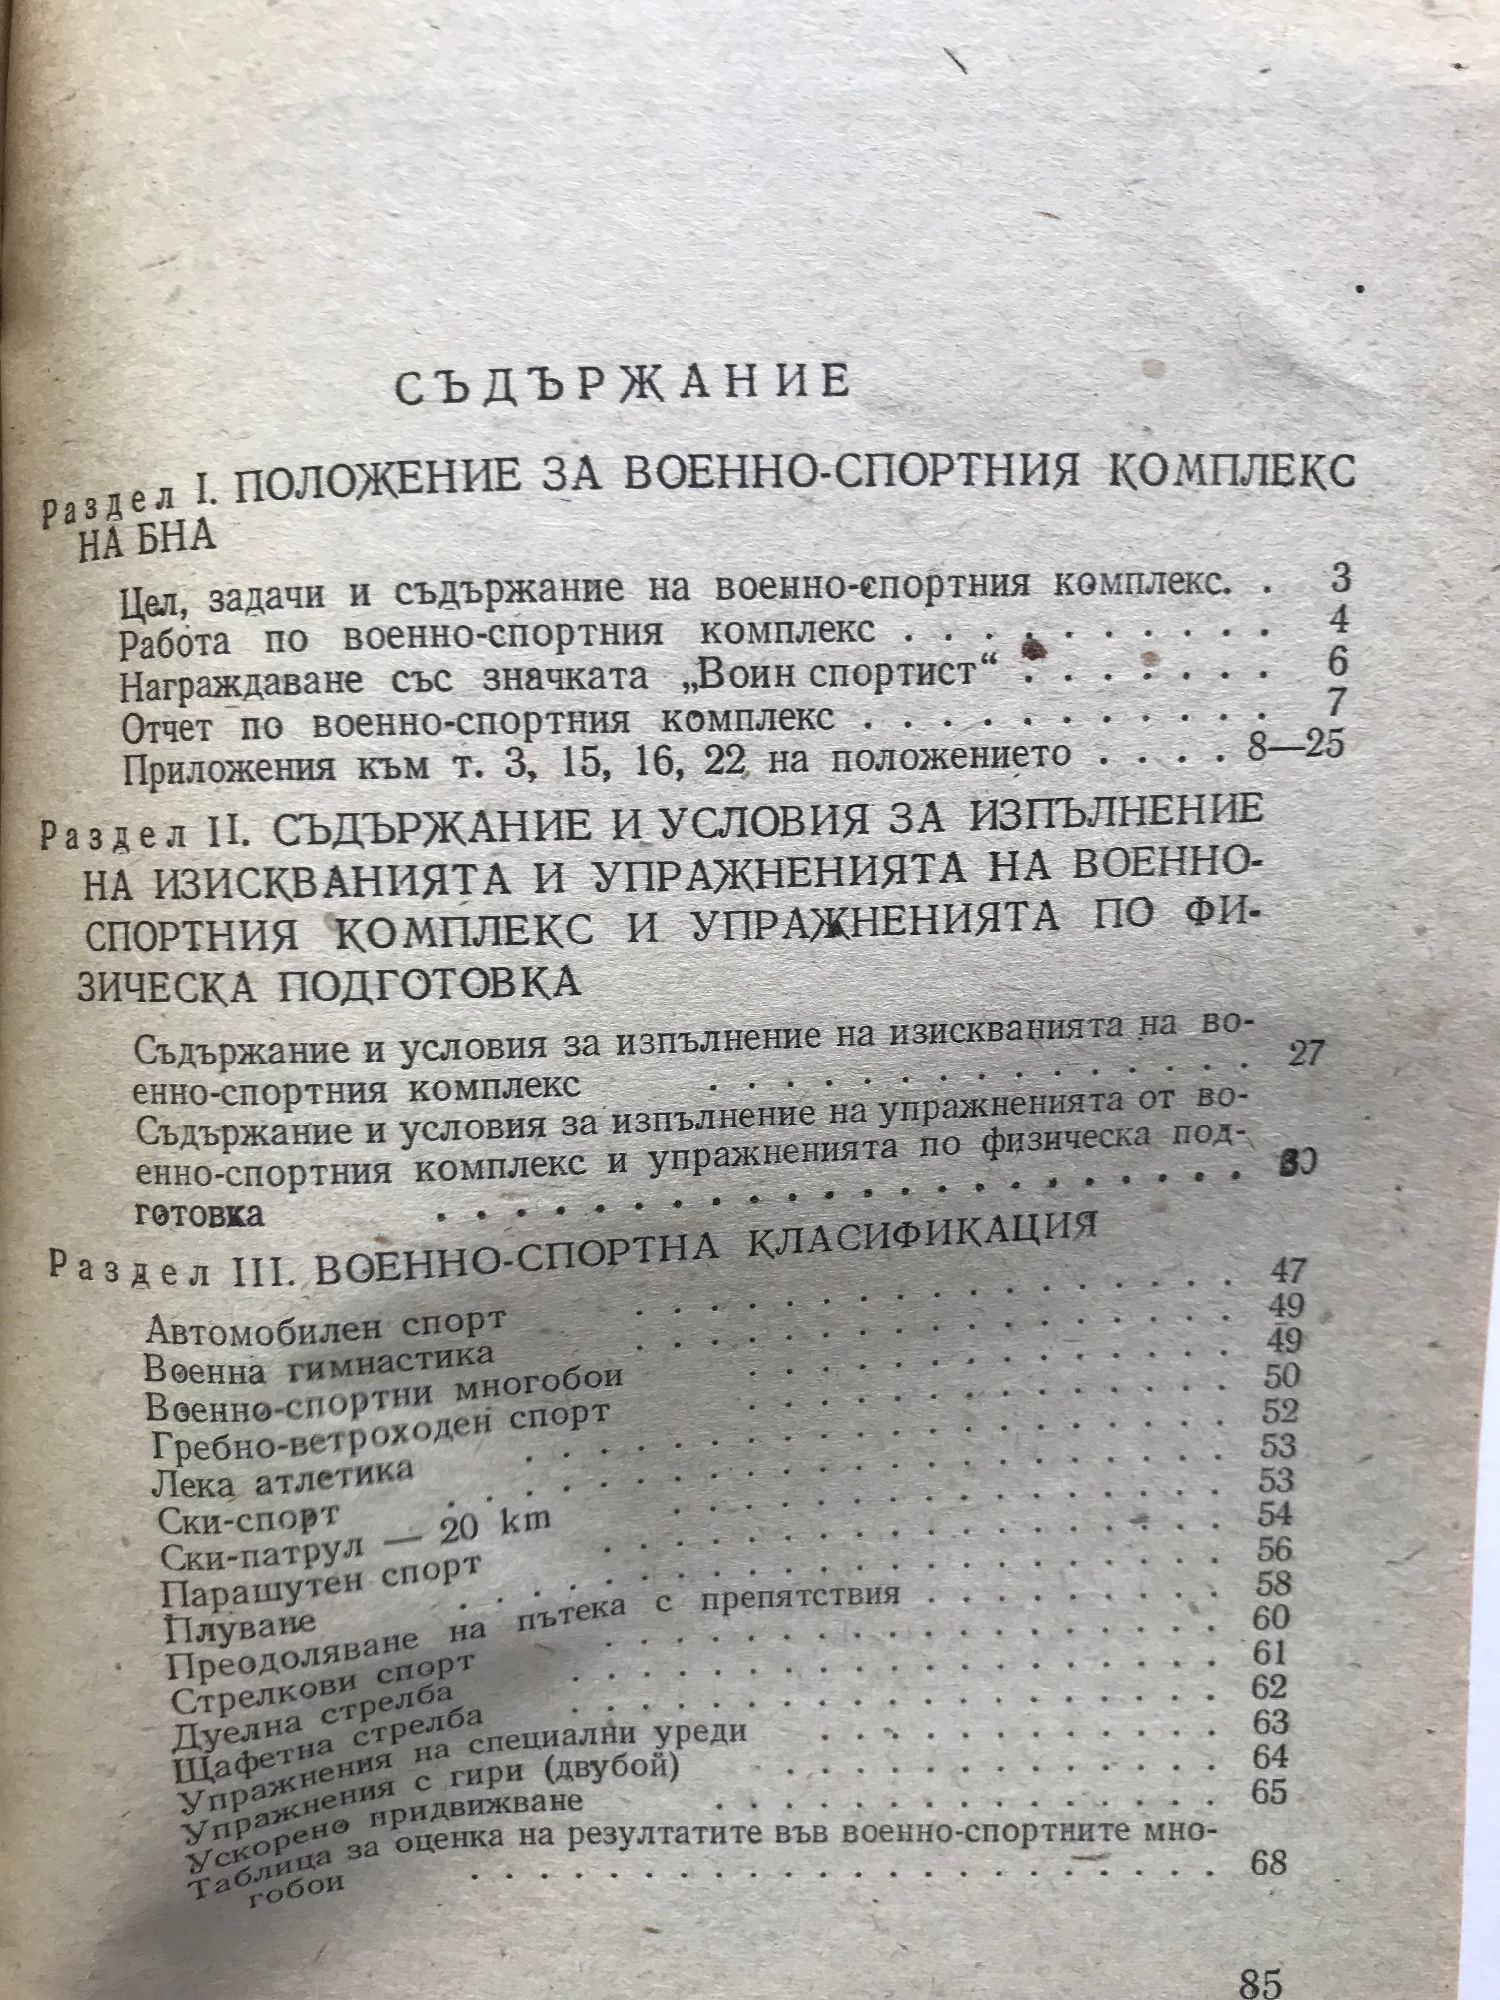 СЪДЪРЖАНИЕ
Раздел I. ПОЛОЖЕНИЕ ЗА ВОЕННО-СПОРТНИЯ КОМПЛЕКС
НА БНА
Цел, задачи и съдържание на военно-спортния комплекс. . 3
Работа по военно-спортния комплекс . . . . . . . . . . 4
Награждаване със значката „Воин спортист“ . . . . . . . 6
Отчет по военно-спортния комплекс . . . . . . . . . . . 7
Приложения към т. 3, 15, 16, 22 на положението . . . . 8—25
Раздел II. СЪДЪРЖАНИЕ И УСЛОВИЯ ЗА ИЗПЪЛНЕНИЕ
НА ИЗИСКВАНИЯТА И УПРАЖНЕНИЯТА НА ВОЕННО-
СПОРТНИЯ КОМПЛЕКС И УПРАЖНЕНИЯТА ПО ФИ-
ЗИЧЕСКА ПОДГОТОВКА
Съдържание и условия за изпълнение на изискванията на во-
енно-спортния комплекс . . . . . . . . . . . . . . . 27
Съдържание и условия за изпълнение на упражненията от во-
енно-спортния комплекс и упражненията по физическа под-
готовка . . . . . . . . . . . . . . . . . . . . . 30
Раздел III. ВОЕННО-СПОРТНА КЛАСИФИКАЦИЯ
Автомобилен спорт . . . . . . . . . . . . . . . . 47
Военна гимнастика . . . . . . . . . . . . . . . . 49
Военно-спортни многобои . . . . . . . . . . . . . 49
Гребно-ветроходен спорт . . . . . . . . . . . . . 50
Лека атлетика . . . . . . . . . . . . . . . . . . 52
Ски-спорт . . . . . . . . . . . . . . . . . . . . 53
Ски-патрул — 20 km . . . . . . . . . . . . . . . 53
Парашутен спорт . . . . . . . . . . . . . . . . . 54
Плуване . . . . . . . . . . . . . . . . . . . . . 56
Преодоляване на пътека с препятствия . . . . . . . . 58
Стрелкови спорт . . . . . . . . . . . . . . . . . 60
Дуелна стрелба . . . . . . . . . . . . . . . . . 61
Щафетна стрелба . . . . . . . . . . . . . . . . . 62
Упражнения на специални уреди . . . . . . . . . . . 63
Упражнения с гири (двубой) . . . . . . . . . . . . 64
Ускорено придвижване . . . . . . . . . . . . . . 65
Таблица за оценка на резултатите във военно-спортните мно-
гобои . . . . . . . . . . . . . . . . . . . . 68
85